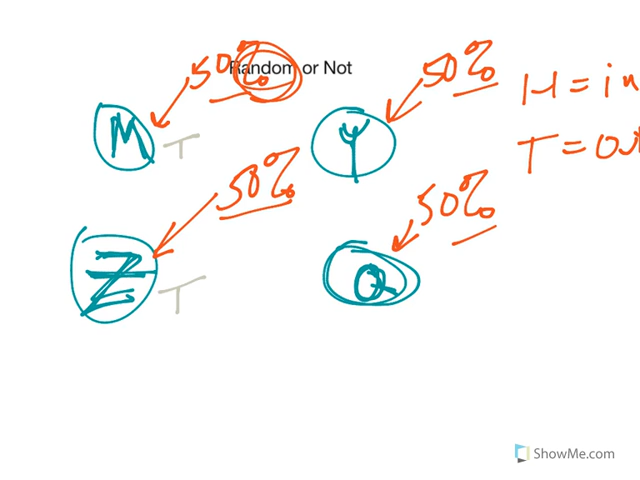 Random or Not
50% 50%
H = in
M T Y T = out
50% 50%
Z T Q
ShowMe.com